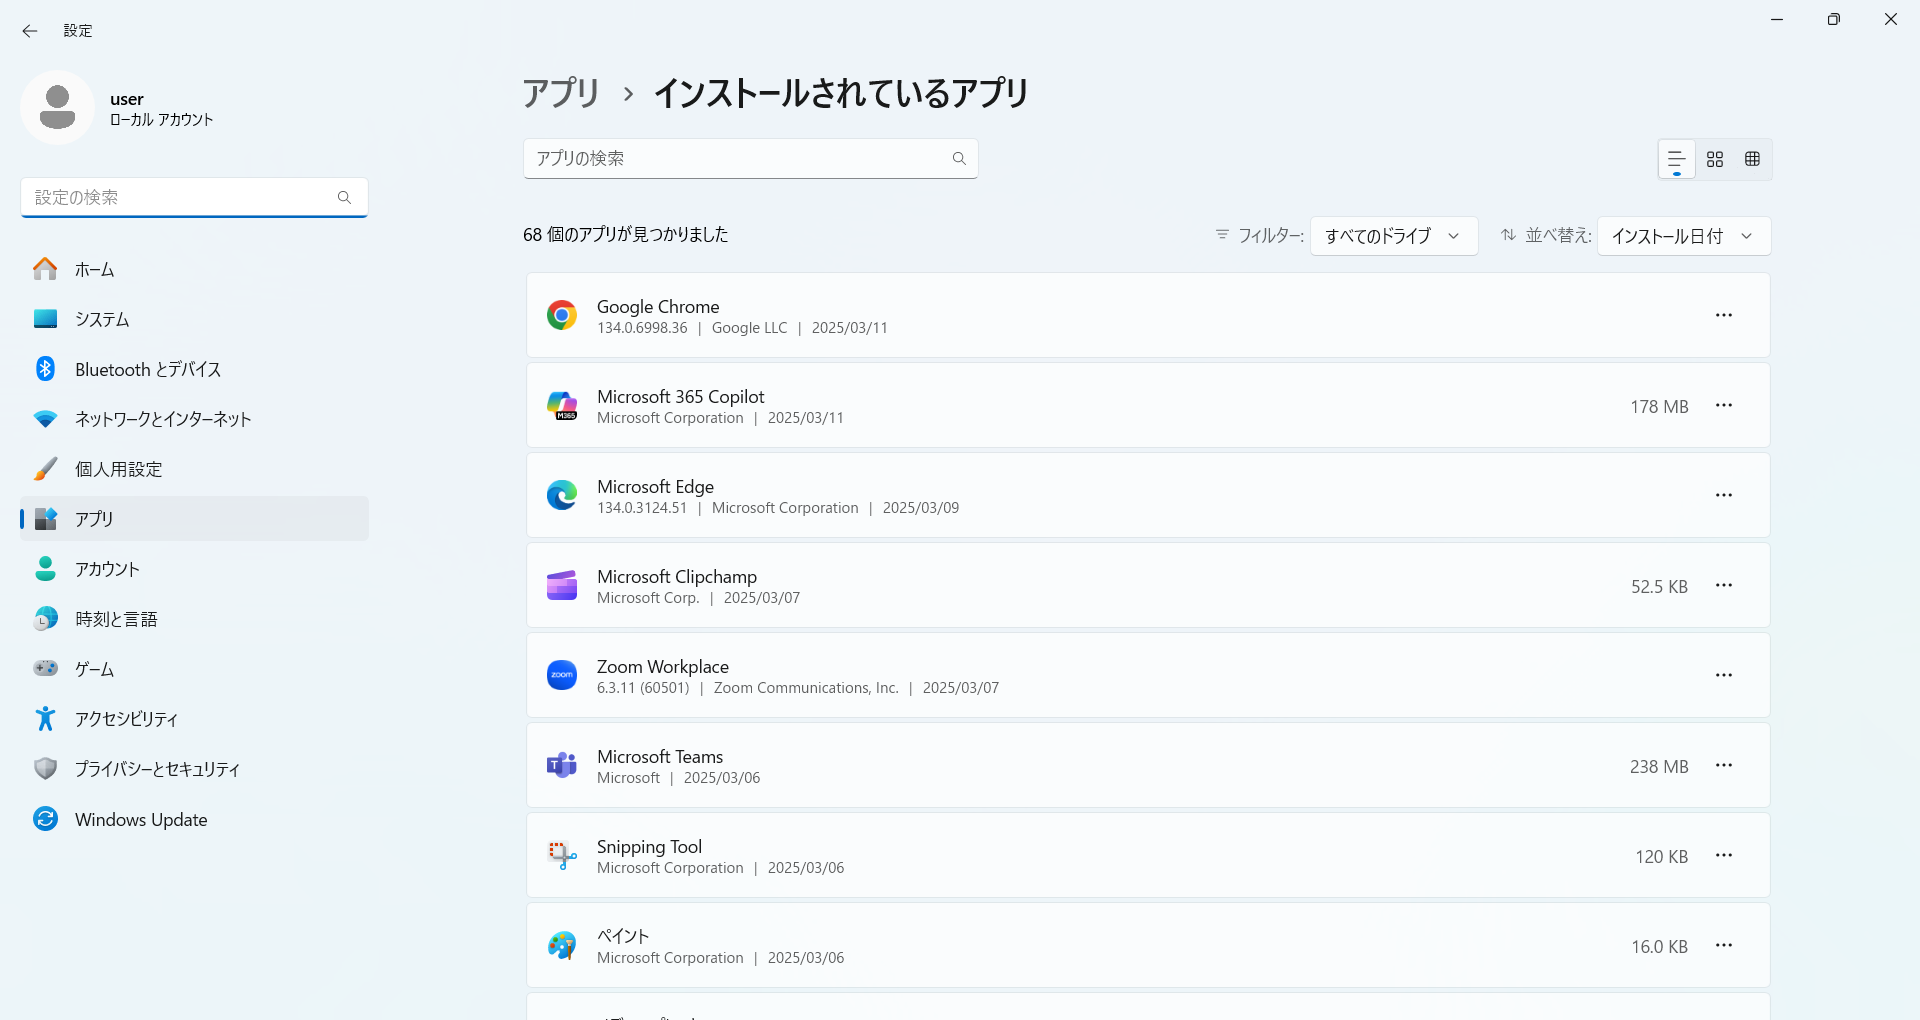 設定
user
ローカル アカウント
設定の検索
ホーム
システム
Bluetooth とデバイス
ネットワークとインターネット
個人用設定
アプリ
アカウント
時刻と言語
ゲーム
アクセシビリティ
プライバシーとセキュリティ
Windows Update
アプリ › インストールされているアプリ
アプリの検索
68 個のアプリが見つかりました
フィルター: すべてのドライブ
並べ替え: インストール日付
Google Chrome
134.0.6998.36 | Google LLC | 2025/03/11
M365
Microsoft 365 Copilot
Microsoft Corporation | 2025/03/11
178 MB
Microsoft Edge
134.0.3124.51 | Microsoft Corporation | 2025/03/09
Microsoft Clipchamp
Microsoft Corp. | 2025/03/07
52.5 KB
zoom
Zoom Workplace
6.3.11 (60501) | Zoom Communications, Inc. | 2025/03/07
T
Microsoft Teams
Microsoft | 2025/03/06
238 MB
Snipping Tool
Microsoft Corporation | 2025/03/06
120 KB
ペイント
Microsoft Corporation | 2025/03/06
16.0 KB